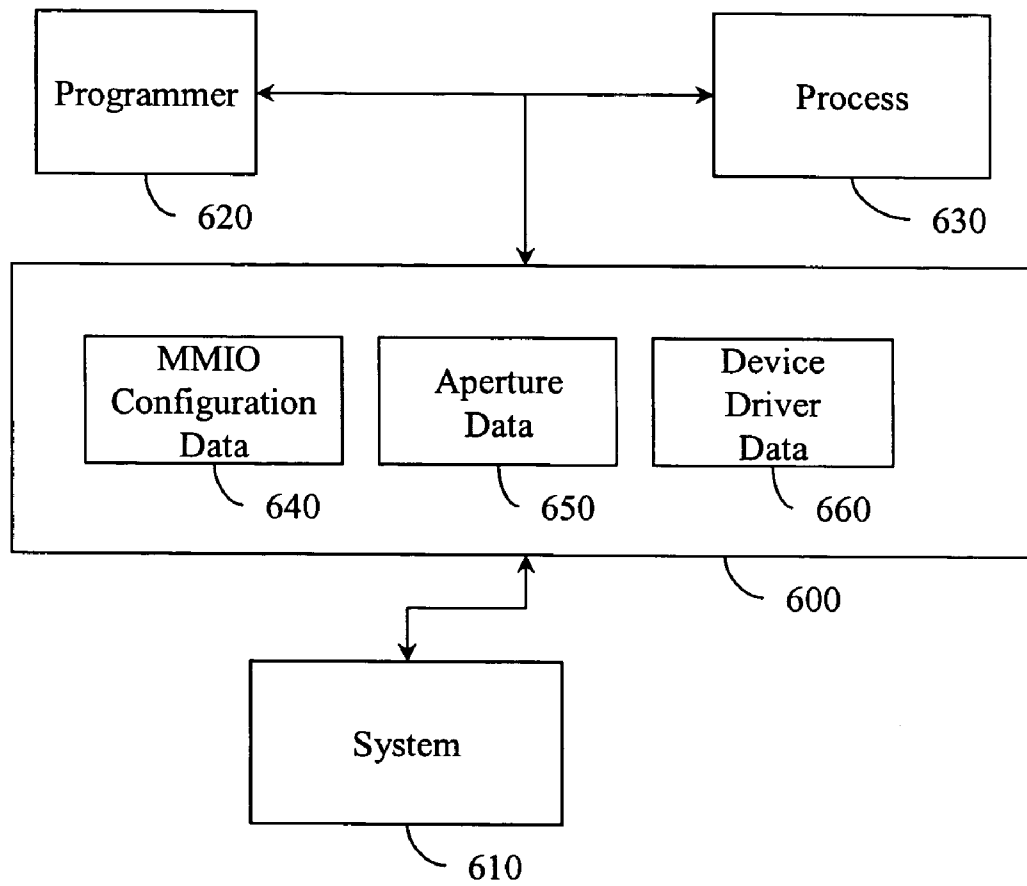 Programmer
Process
620
630
MMIO
Configuration
Data
Aperture
Data
Device
Driver
Data
640
650
660
600
System
610